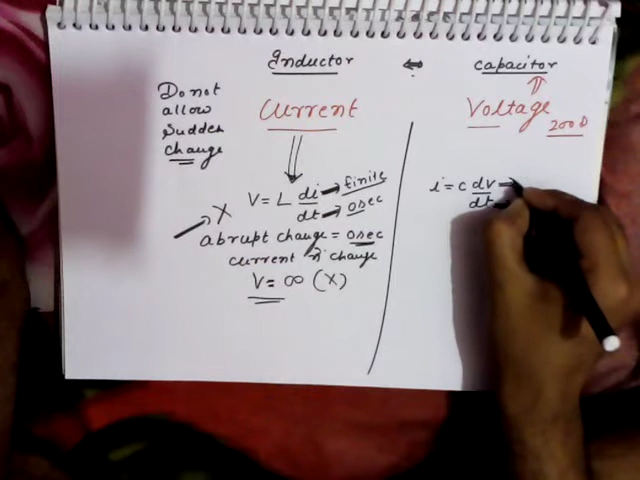 Inductor ⇔ capacitor
Do not
allow
sudden
change
Current
Voltage
V = L di → finite
dt → 0sec
X
abrupt change = 0sec
current change
V = ∞ (X)
i = c dv →
dt